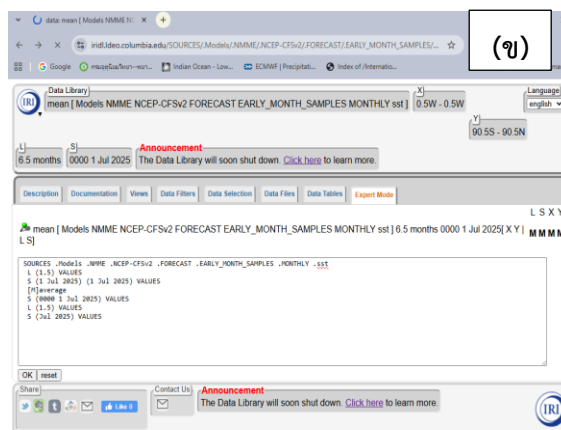 data: mean [ Models NMME NC
(ข)
iridl.ldeo.columbia.edu/SOURCES/.Models/.NMME/.NCEP-CFSv2/.FORECAST/.EARLY_MONTH_SAMPLES/...
Google
Indian Ocean - Low...
ECMWF | Precipitati...
Index of /Internatio...
Data Library
IRI
mean [ Models NMME NCEP-CFSv2 FORECAST EARLY_MONTH_SAMPLES MONTHLY sst ]
X
0.5W - 0.5W
Language
english
Y
90.5S - 90.5N
L
6.5 months
S
0000 1 Jul 2025
Announcement
The Data Library will soon shut down. Click here to learn more.
Description Documentation Views Data Filters Data Selection Data Files Data Tables Expert Mode
L S X Y
mean [ Models NMME NCEP-CFSv2 FORECAST EARLY_MONTH_SAMPLES MONTHLY sst ] 6.5 months 0000 1 Jul 2025[ X Y |
L S]
M M M M
SOURCES .Models .NMME .NCEP-CFSv2 .FORECAST .EARLY_MONTH_SAMPLES .MONTHLY .sst
L (1.5) VALUES
S (1 Jul 2025) (1 Jul 2025) VALUES
[M]average
S (0000 1 Jul 2025) VALUES
L (1.5) VALUES
S (Jul 2025) VALUES
OK reset
Share
Like 0
Contact Us
Announcement
The Data Library will soon shut down. Click here to learn more.
IRI